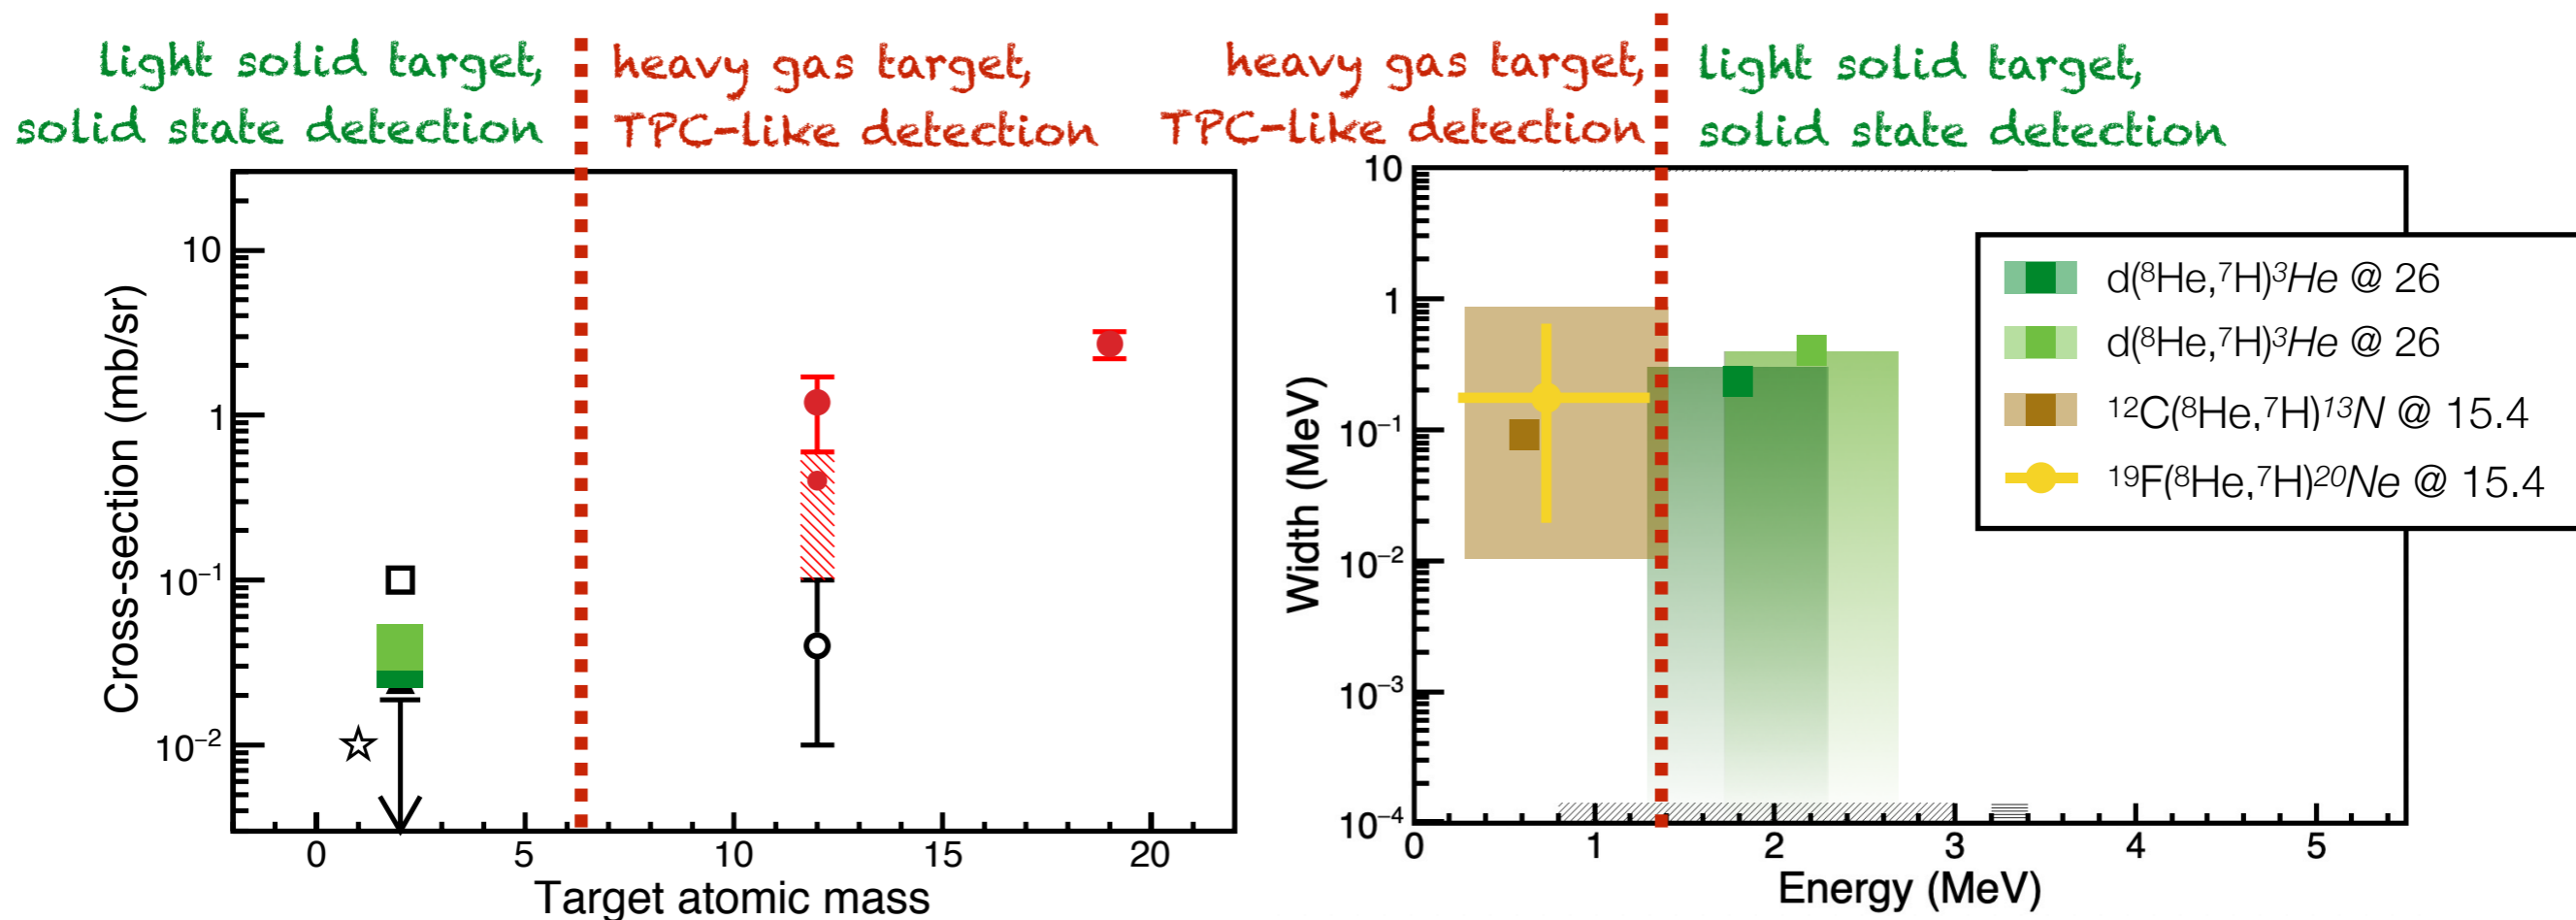 light solid target,
solid state detection
heavy gas target,
TPC-like detection
Cross-section (mb/sr)
10
1
10⁻¹
10⁻²
0 5 10 15 20
Target atomic mass
heavy gas target,
TPC-like detection
light solid target,
solid state detection
Width (MeV)
10
1
10⁻¹
10⁻²
10⁻³
10⁻⁴
0 1 2 3 4 5
Energy (MeV)
d(⁸He,⁷H)³He @ 26
d(⁸He,⁷H)³He @ 26
¹²C(⁸He,⁷H)¹³N @ 15.4
¹⁹F(⁸He,⁷H)²⁰Ne @ 15.4